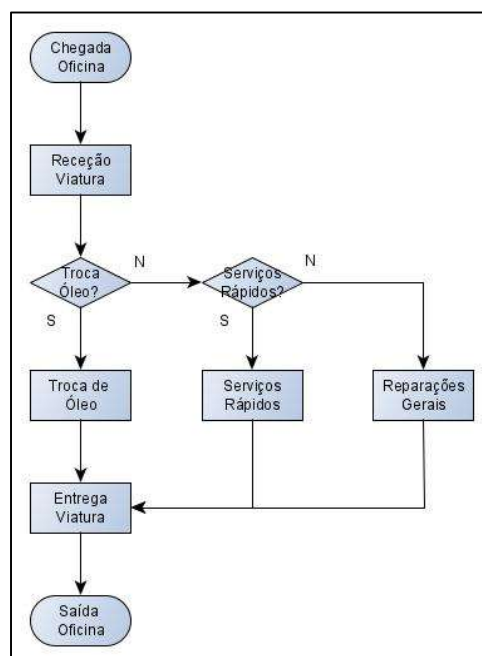 Chegada
Oficina
Receção
Viatura
Troca
Óleo?
N
Serviços
Rápidos?
N
S
S
Troca de
Óleo
Serviços
Rápidos
Reparações
Gerais
Entrega
Viatura
Saída
Oficina